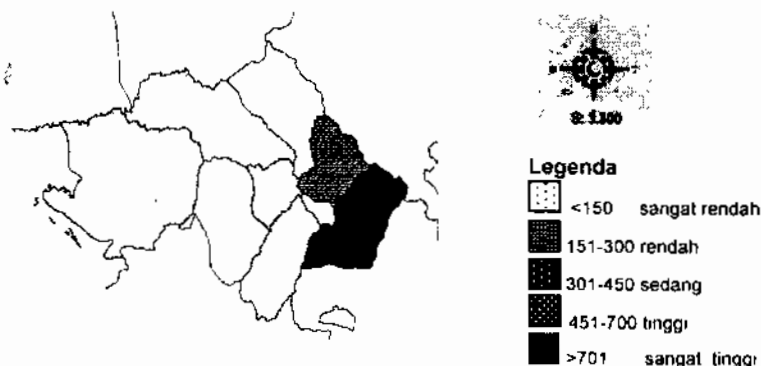 Legenda
<150 sangat rendah
151-300 rendah
301-450 sedang
451-700 tinggi
>701 sangat tinggi